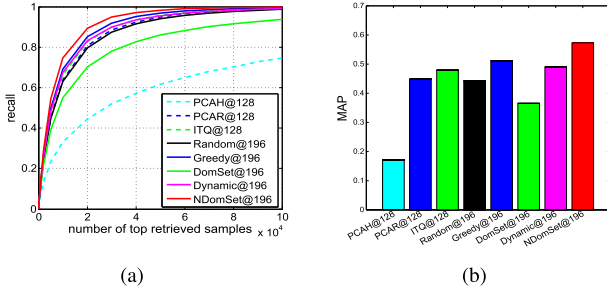 1
0.8
0.6
0.4
0.2
0
recall
PCAH@128
PCAR@128
ITQ@128
Random@196
Greedy@196
DomSet@196
Dynamic@196
NDomSet@196
0 2 4 6 8 10
number of top retrieved samples x 10⁴
(a)
0.7
0.6
0.5
0.4
0.3
0.2
0.1
0
MAP
PCAH@128
PCAR@128
ITQ@128
Random@196
Greedy@196
DomSet@196
Dynamic@196
NDomSet@196
(b)